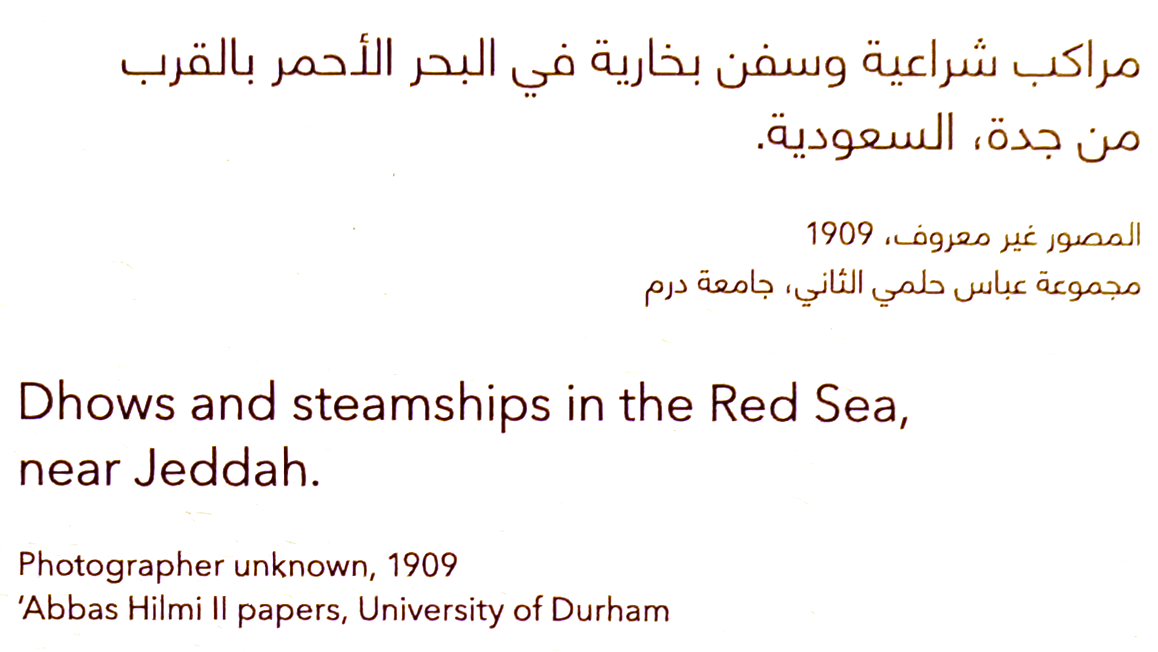 مراكب شراعية وسفن بخارية في البحر الأحمر بالقرب
من جدة، السعودية.
المصور غير معروف، 1909
مجموعة عباس حلمي الثاني، جامعة درم
Dhows and steamships in the Red Sea,
near Jeddah.
Photographer unknown, 1909
'Abbas Hilmi II papers, University of Durham